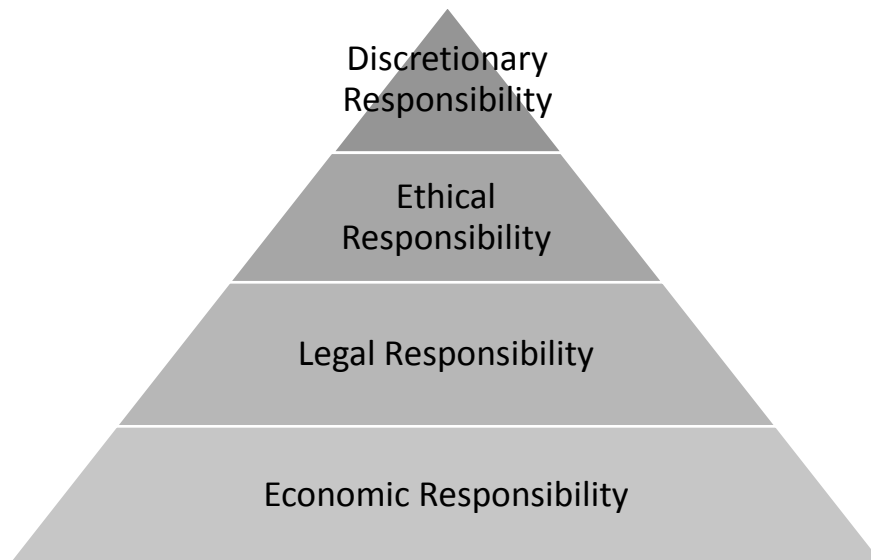 Discretionary
Responsibility
Ethical
Responsibility
Legal Responsibility
Economic Responsibility